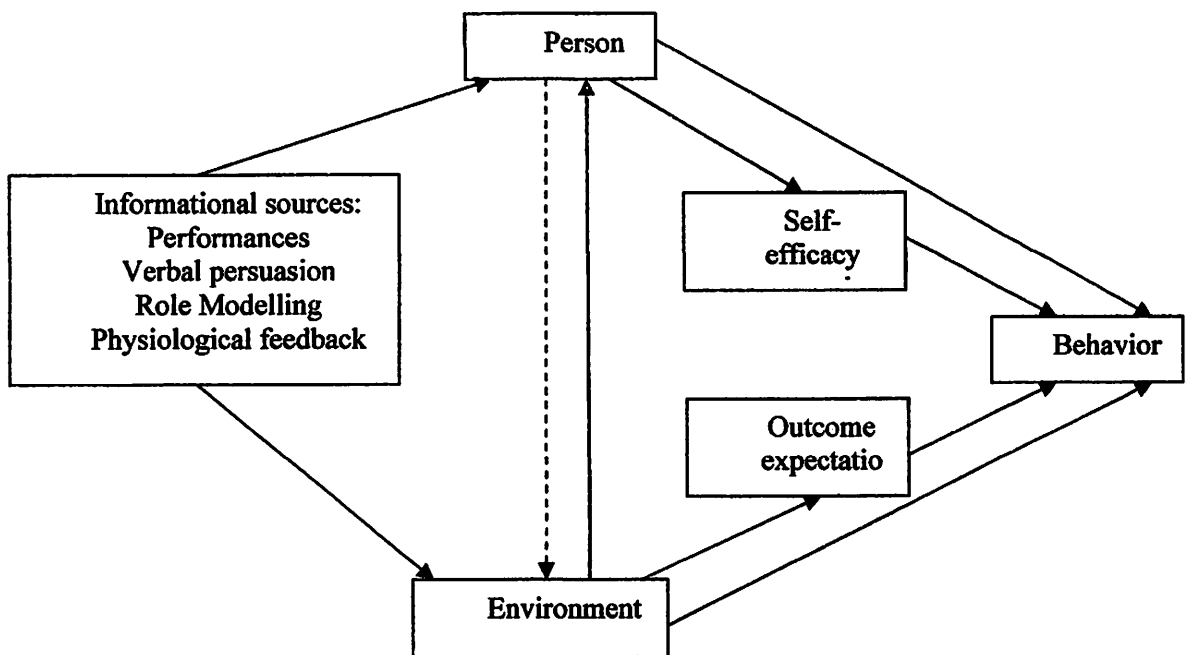 Person
Informational sources:
Performances
Verbal persuasion
Role Modelling
Physiological feedback
Self-
efficacy
Behavior
Outcome
expectatio
Environment